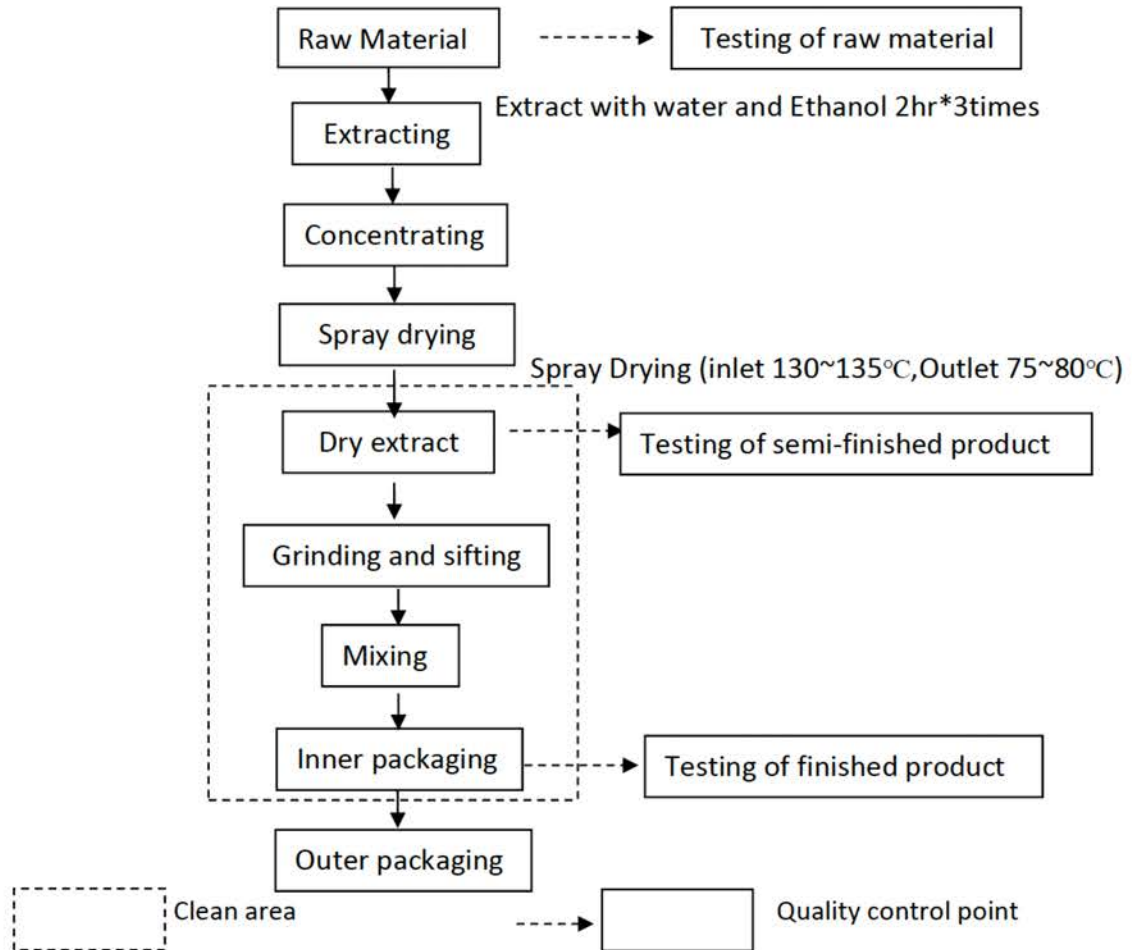 Raw Material
Testing of raw material
Extract with water and Ethanol 2hr*3times
Extracting
Concentrating
Spray drying
Spray Drying (inlet 130~135℃,Outlet 75~80℃)
Dry extract
Testing of semi-finished product
Grinding and sifting
Mixing
Inner packaging
Testing of finished product
Outer packaging
Clean area
Quality control point